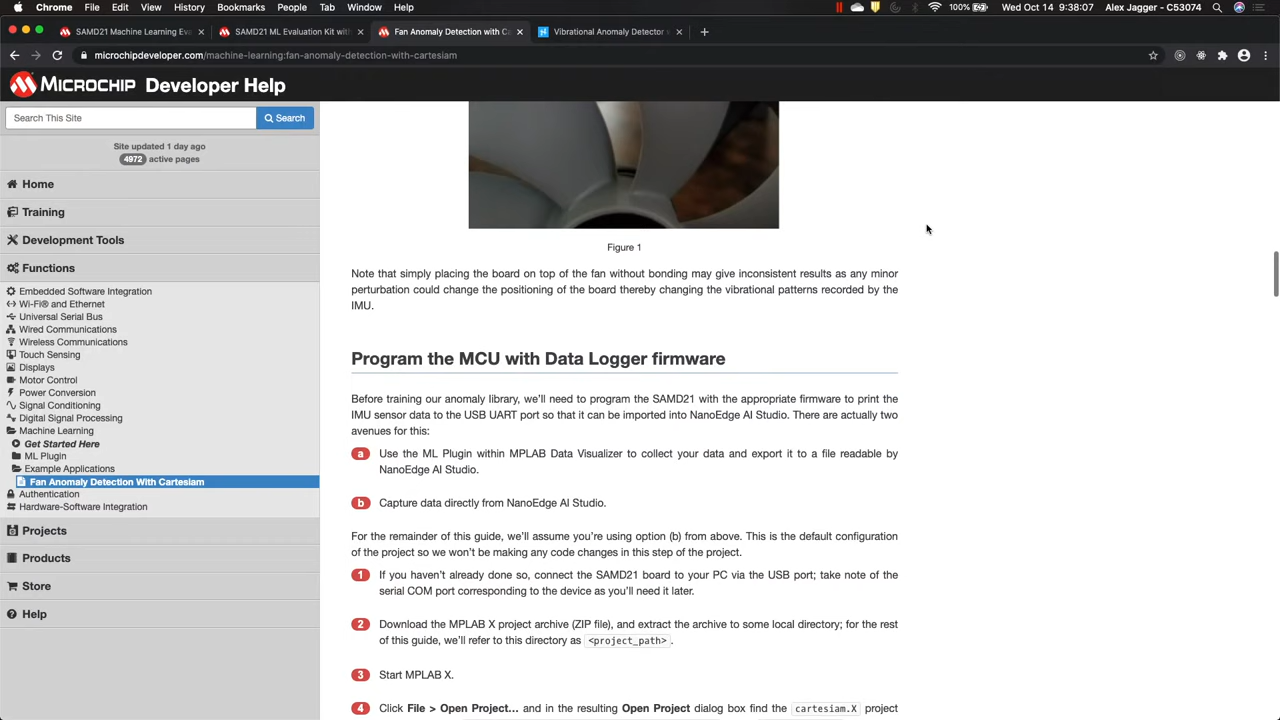 Chrome File Edit View History Bookmarks People Tab Window Help 100% Wed Oct 14 9:38:07 Alex Jagger - C53074
SAMD21 Machine Learning Eva SAMD21 ML Evaluation Kit with Fan Anomaly Detection with Ca Vibrational Anomaly Detector
microchipdeveloper.com/machine-learning:fan-anomaly-detection-with-cartesiam
MICROCHIP Developer Help
Search This Site Search
Site updated 1 day ago
4972 active pages
Home
Training
Development Tools
Functions
Embedded Software Integration
Wi-Fi® and Ethernet
Universal Serial Bus
Wired Communications
Wireless Communications
Touch Sensing
Displays
Motor Control
Power Conversion
Signal Conditioning
Digital Signal Processing
Machine Learning
Get Started Here
ML Plugin
Example Applications
Fan Anomaly Detection With Cartesiam
Authentication
Hardware-Software Integration
Projects
Products
Store
Help
Figure 1
Note that simply placing the board on top of the fan without bonding may give inconsistent results as any minor
perturbation could change the positioning of the board thereby changing the vibrational patterns recorded by the
IMU.
Program the MCU with Data Logger firmware
Before training our anomaly library, we'll need to program the SAMD21 with the appropriate firmware to print the
IMU sensor data to the USB UART port so that it can be imported into NanoEdge AI Studio. There are actually two
avenues for this:
a Use the ML Plugin within MPLAB Data Visualizer to collect your data and export it to a file readable by
NanoEdge AI Studio.
b Capture data directly from NanoEdge AI Studio.
For the remainder of this guide, we'll assume you're using option (b) from above. This is the default configuration
of the project so we won't be making any code changes in this step of the project.
1 If you haven't already done so, connect the SAMD21 board to your PC via the USB port; take note of the
serial COM port corresponding to the device as you'll need it later.
2 Download the MPLAB X project archive (ZIP file), and extract the archive to some local directory; for the rest
of this guide, we'll refer to this directory as <project_path>.
3 Start MPLAB X.
4 Click File > Open Project... and in the resulting Open Project dialog box find the cartesiam.X project